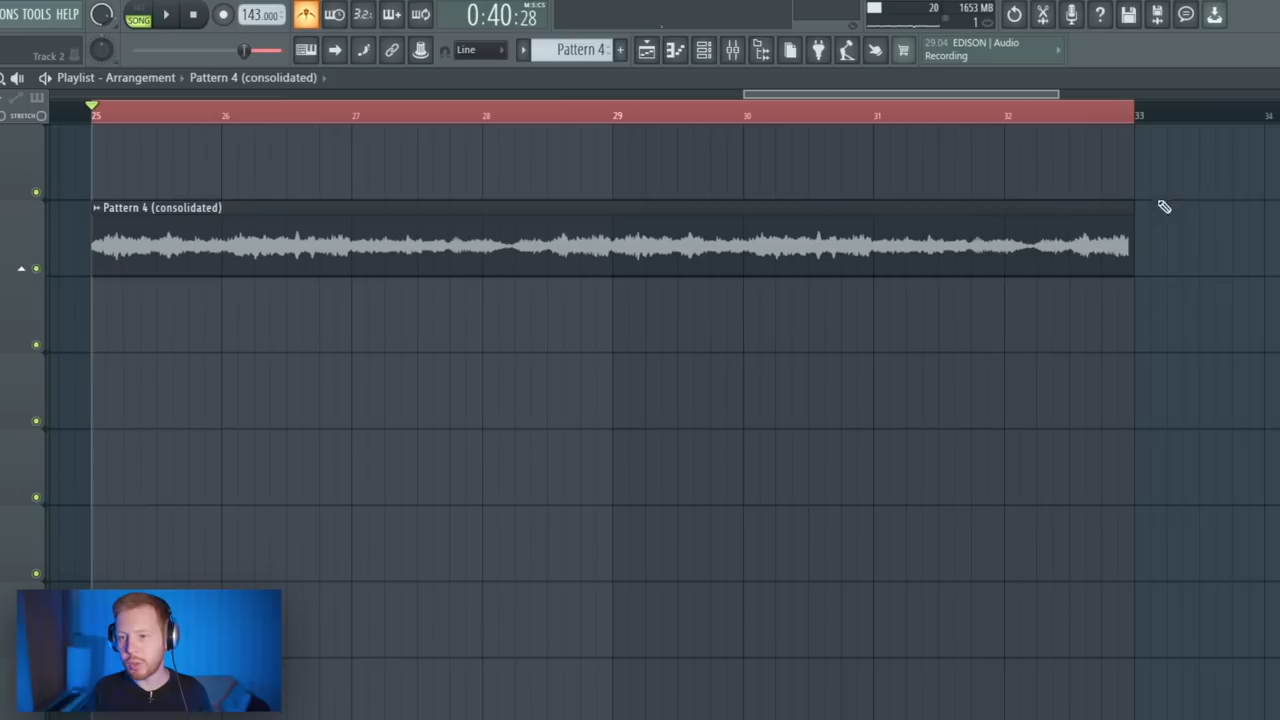 ONS TOOLS HELP
SONG
143.000
3.2.
0:40:28
M:S:CS
20
1653 MB
1
Track 2
Line
Pattern 4
+
29.04 EDISON | Audio
Recording
Playlist - Arrangement
Pattern 4 (consolidated)
STRETCH
25
26
27
28
29
30
31
32
33
34
Pattern 4 (consolidated)